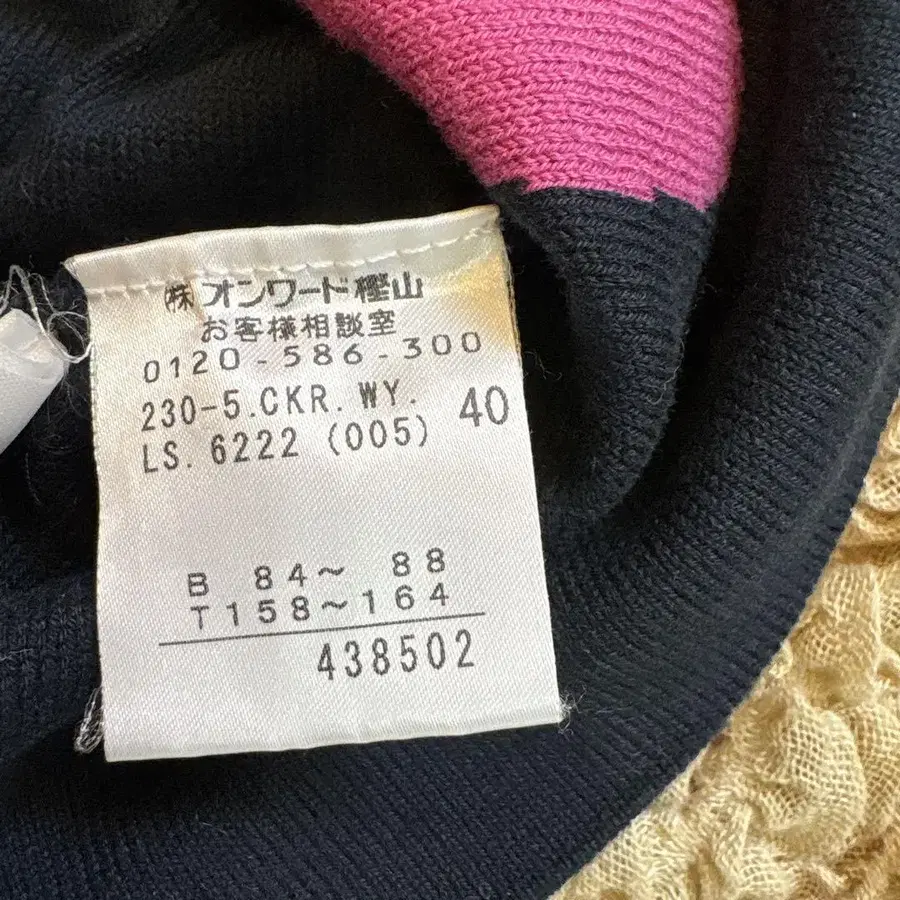 ㈱オンワード樫山
お客様相談室
0120-586-300
230-5.CKR.WY. 40
LS.6222 (005)
B 84~ 88
T158~164
438502